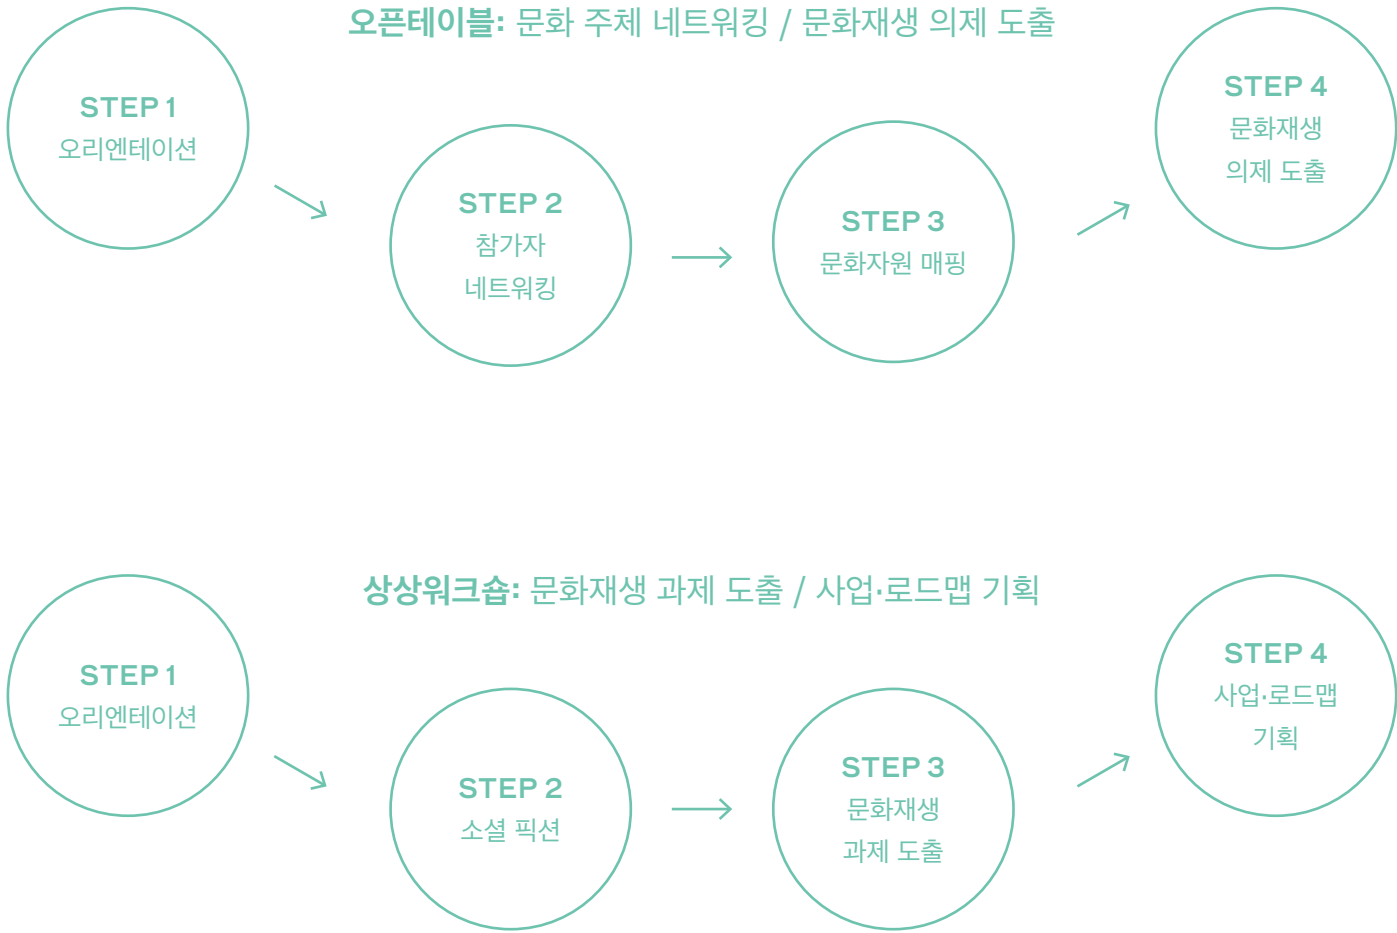 오픈테이블: 문화 주체 네트워킹 / 문화재생 의제 도출
STEP 1
오리엔테이션
STEP 2
참가자
네트워킹
STEP 3
문화자원 매핑
STEP 4
문화재생
의제 도출
상상워크숍: 문화재생 과제 도출 / 사업·로드맵 기획
STEP 1
오리엔테이션
STEP 2
소셜 픽션
STEP 3
문화재생
과제 도출
STEP 4
사업·로드맵
기획